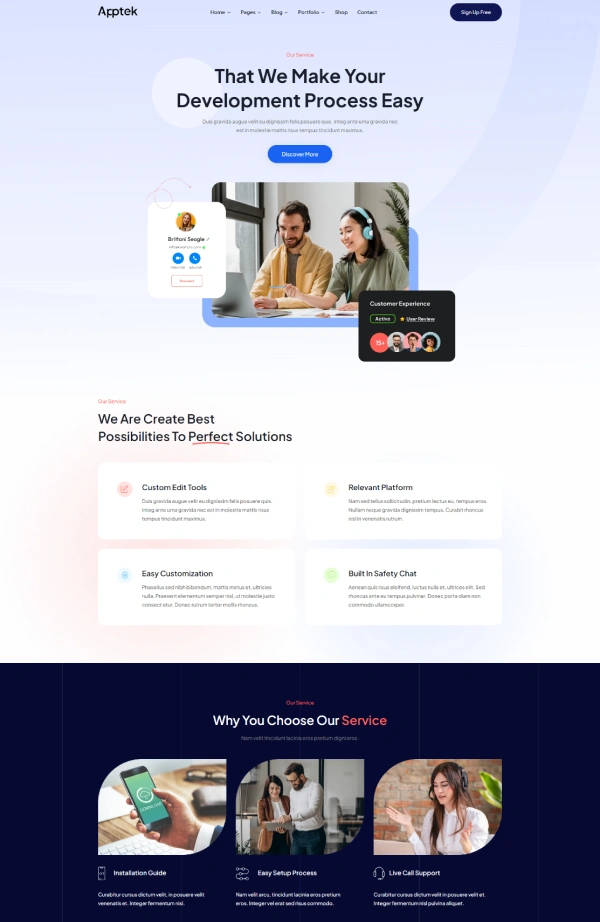 Apptek
Home Pages Blog Portfolio Shop Contact
Sign Up Free
Our Service
That We Make Your
Development Process Easy
Duis gravida augue velit eu dignissim felis posuere quis. Integ ante urna gravida nec
est in molestie mattis risus tempus tincidunt maximus.
Discover More
Brittani Seagle
Customer Experience
Active
User Review
15+
Our Service
We Are Create Best
Possibilities To Perfect Solutions
Custom Edit Tools
Duis gravida augue velit eu dignissim felis posuere quis.
Integ ante urna gravida nec est in molestie mattis risus
tempus tincidunt maximus.
Relevant Platform
Nam sed tellus sollicitudin, pretium lectus eu, tempus eros.
Nullam neque gravida dignissim tempus. Curabit rhoncus
nisl in venenatis rutrum.
Easy Customization
Phasellus sed nibh bibendum, mattis metus et, ultrices
nulla. Praesent elementum semper nisl, ut molestie justo
consect etur. Donec rutrum tortor mollis rhoncus.
Built In Safety Chat
Aenean quis risus eleifend, luctus nulla et, ultrices elit. Sed
rhoncus ante eu tempus pulvinar. Donec porta diam non
commodo ullamcorper.
Our Service
Why You Choose Our Service
Nam velit tincidunt lacinia eros pretium dignis eros.
Installation Guide
Curabitur cursus dictum velit, in posuere velit
venenatis et. Integer fermentum nisl.
Easy Setup Process
Nam velit arcu, tincidunt lacinia eros pretium
eros. Integer vel erat sed risus commodo.
Live Call Support
Curabitur cursus dictum velit in posuere velit et.
Integer fermentum nisl pulvina aliquet.